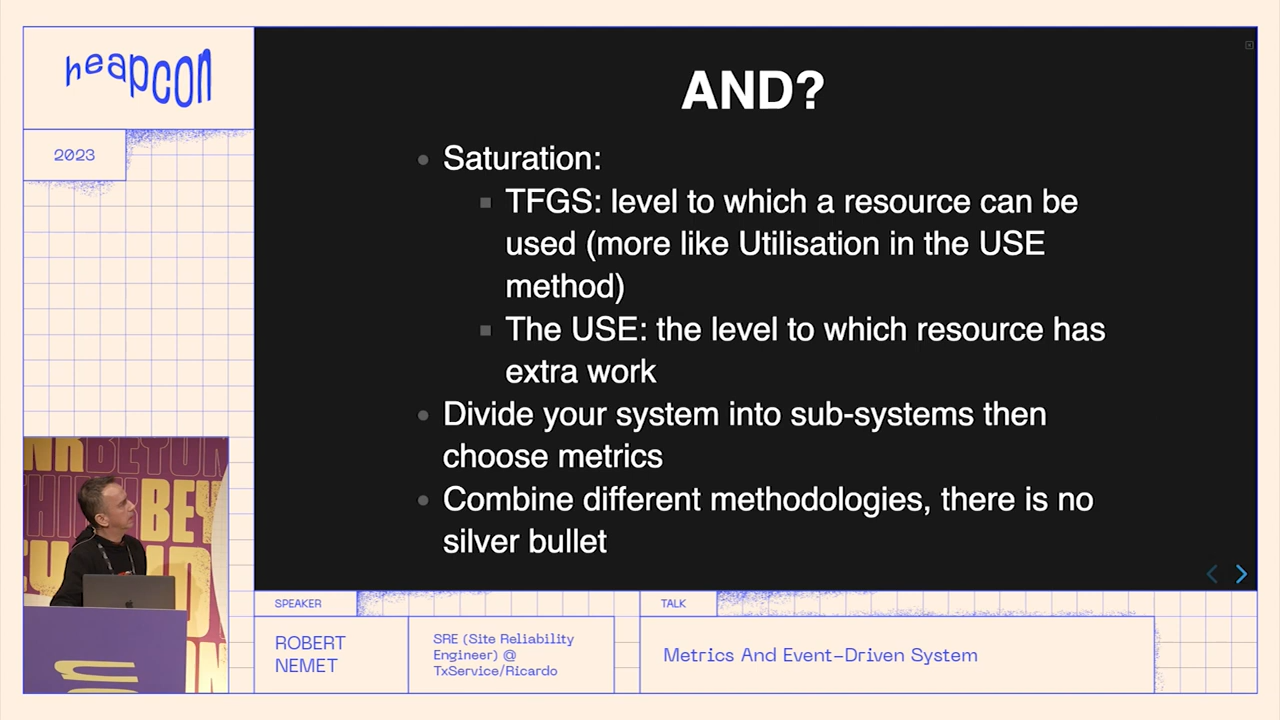 heapcon
2023
AND?
Saturation:
TFGS: level to which a resource can be
used (more like Utilisation in the USE
method)
The USE: the level to which resource has
extra work
Divide your system into sub-systems then
choose metrics
Combine different methodologies, there is no
silver bullet
BEYON
BEY
SPEAKER
ROBERT
NEMET
SRE (Site Reliability
Engineer) @
TxService/Ricardo
TALK
Metrics And Event-Driven System